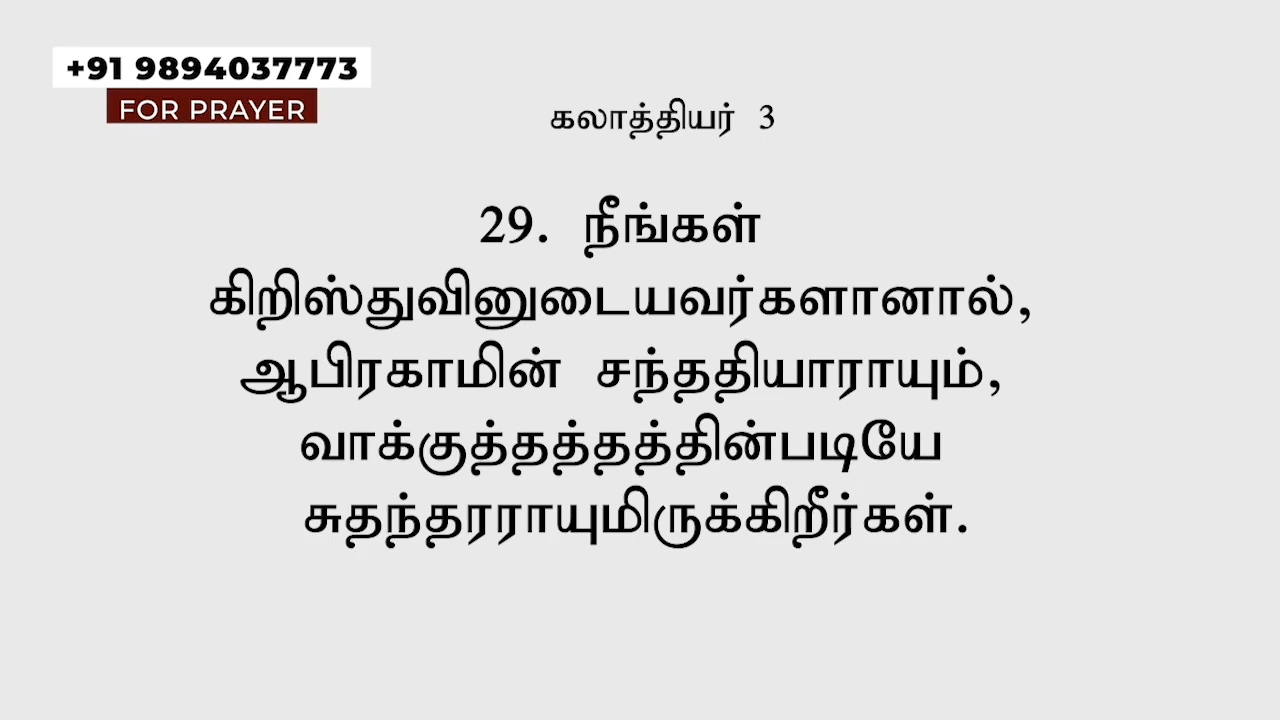 +91 9894037773
FOR PRAYER
கலாத்தியர் 3
29. நீங்கள்
கிறிஸ்துவினுடையவர்களானால்,
ஆபிரகாமின் சந்ததியாராயும்,
வாக்குத்தத்தத்தின்படியே
சுதந்தரராயுமிருக்கிறீர்கள்.